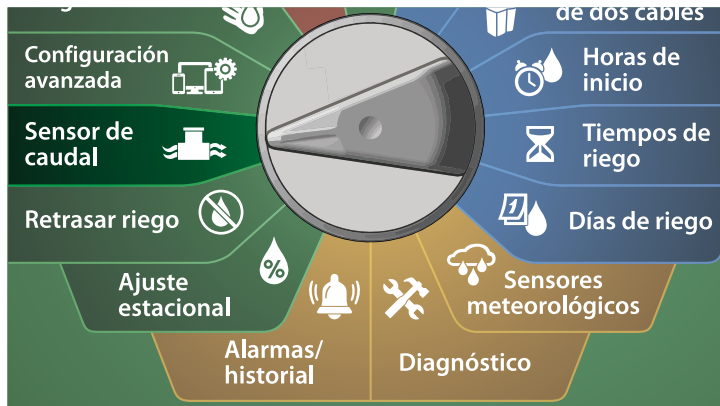 de dos cables
Configuración
avanzada
Horas de
inicio
Sensor de
caudal
Tiempos de
riego
Retrasar riego
1
Días de riego
%
Ajuste
estacional
Sensores
meteorológicos
Alarmas/
historial
Diagnóstico